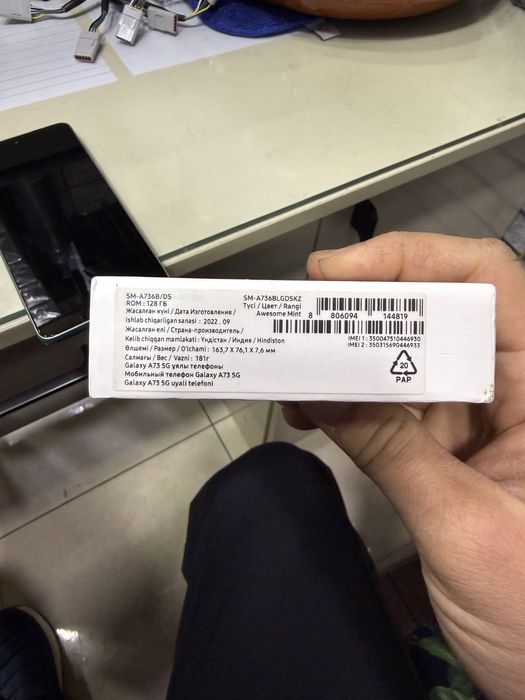 SM-A736B/DS
ROM : 128 ГБ
Жасалған күні / Дата Изготовления /
Ishlab chiqarilgan sanasi : 2022 . 09
Жасалған елі / Страна-производитель /
Kelib chiqqan mamlakati : Үндістан / Индия / Hindiston
Өлшемі / Размер / O'lchami : 163,7 X 76,1 X 7,6 мм
Салмағы / Вес / Vazni : 181г
Galaxy A73 5G ұялы телефоны
Мобильный телефон Galaxy A73 5G
Galaxy A73 5G uyali telefoni
SM-A736BLGDSKZ
Түсі / Цвет / Rangi
Awesome Mint
8 806094 144819
IMEI 1 : 350047510446930
IMEI 2 : 350315690446933
20
PAP